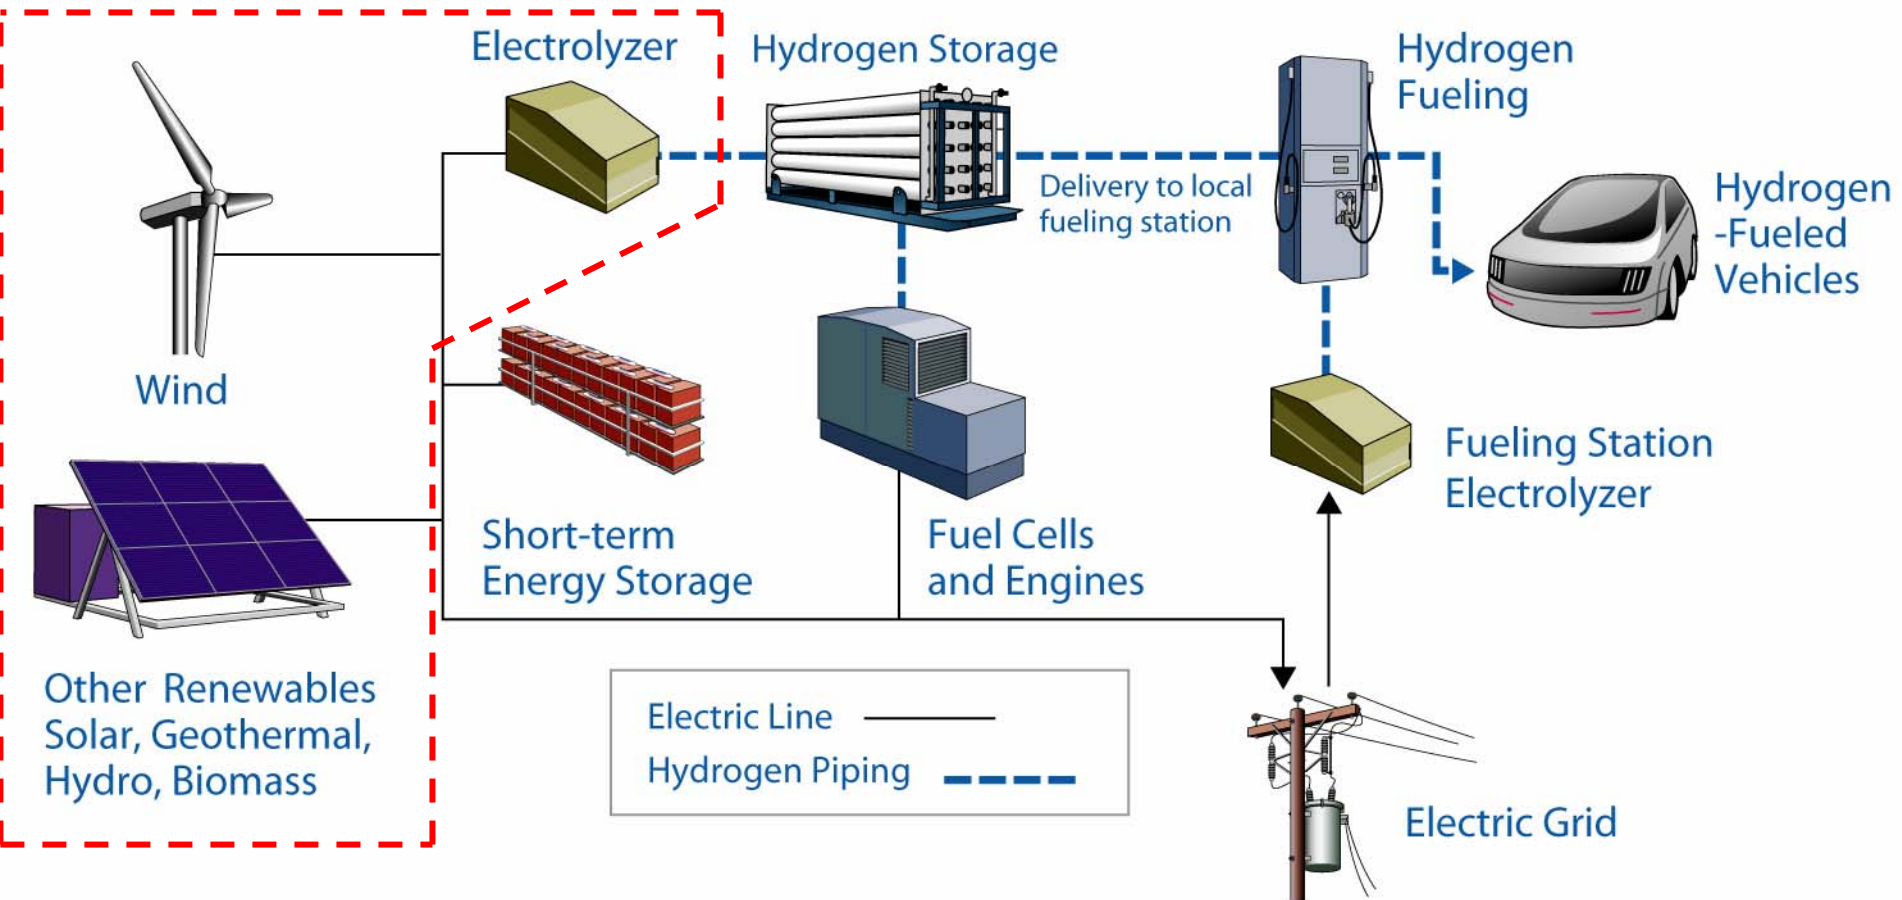 Electrolyzer
Hydrogen Storage
Hydrogen
Fueling
Delivery to local
fueling station
Hydrogen
-Fueled
Vehicles
Wind
Fueling Station
Electrolyzer
Short-term
Energy Storage
Fuel Cells
and Engines
Other Renewables
Solar, Geothermal,
Hydro, Biomass
Electric Line
Hydrogen Piping
Electric Grid